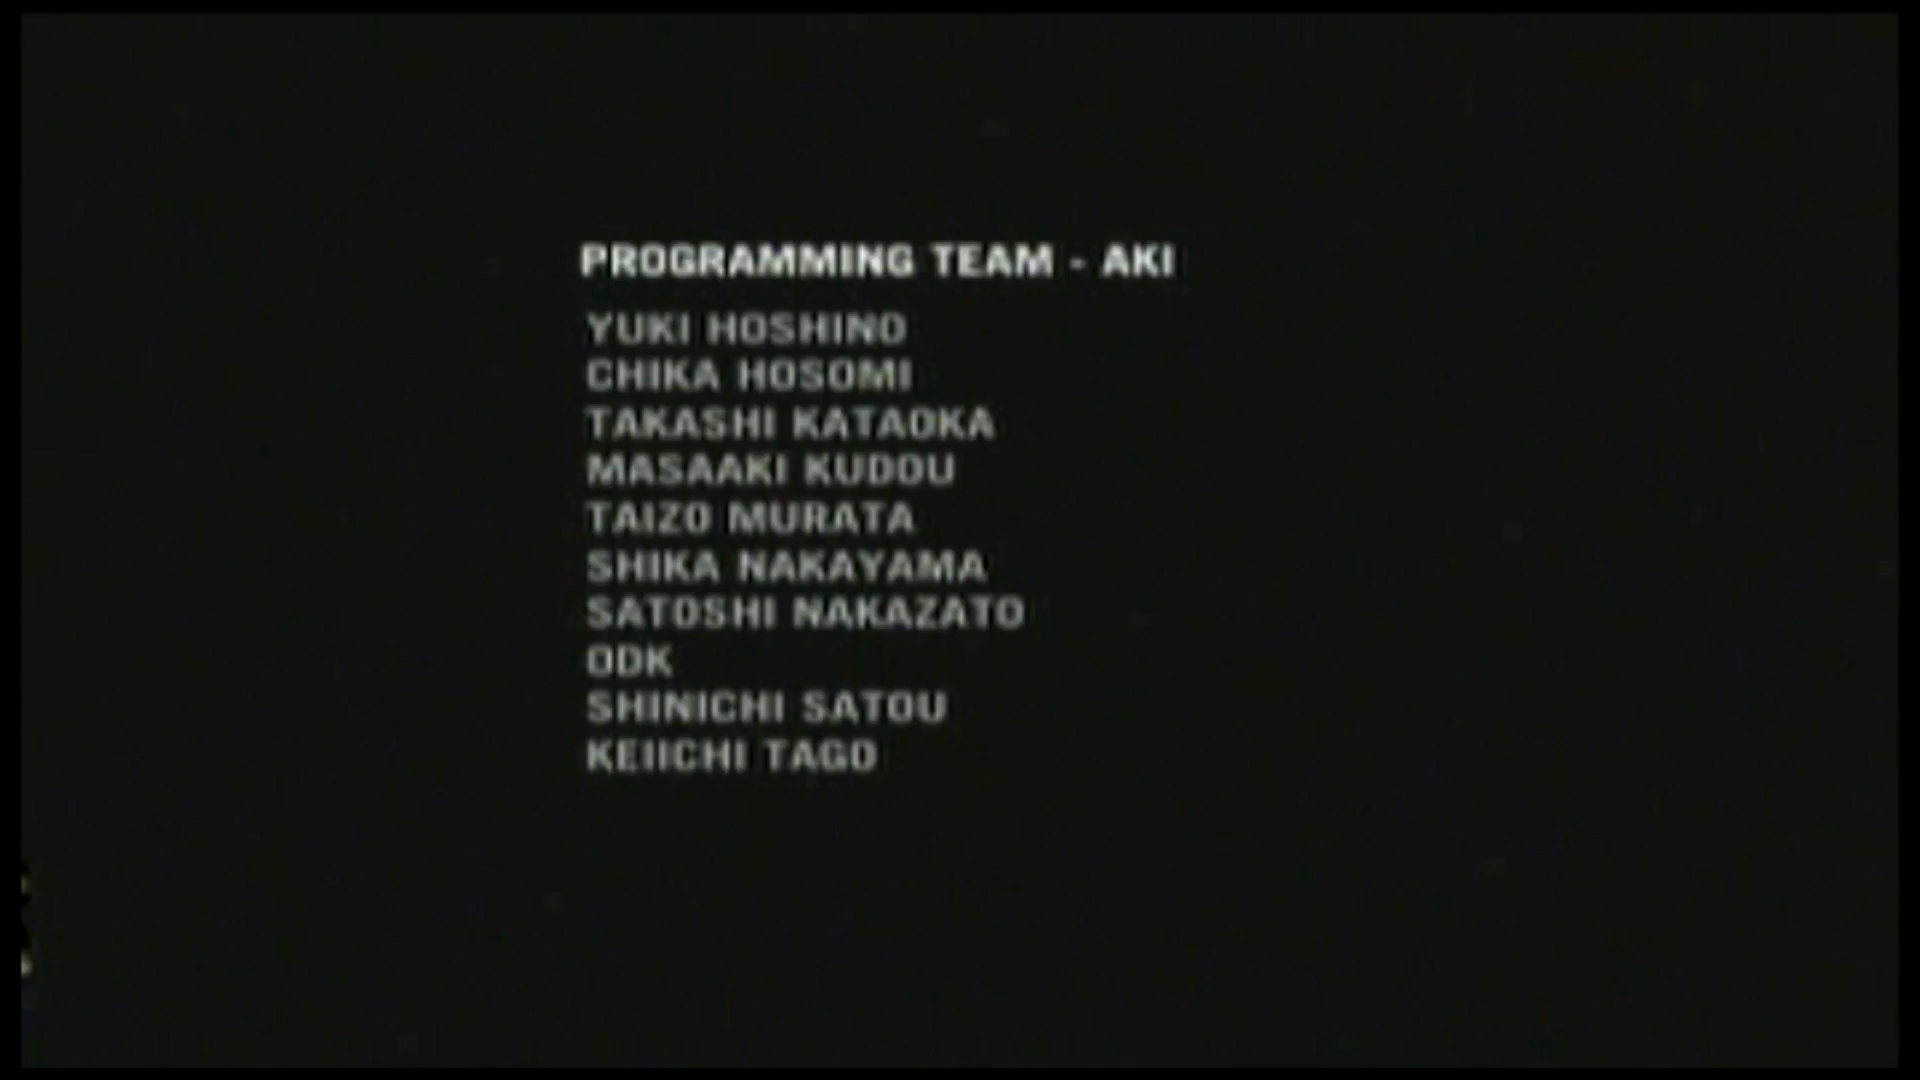 PROGRAMMING TEAM - AKI
YUKI HOSHINO
CHIKA HOSOMI
TAKASHI KATAOKA
MASAAKI KUDOU
TAIZO MURATA
SHIKA NAKAYAMA
SATOSHI NAKAZATO
ODK
SHINICHI SATOU
KEIICHI TAGO